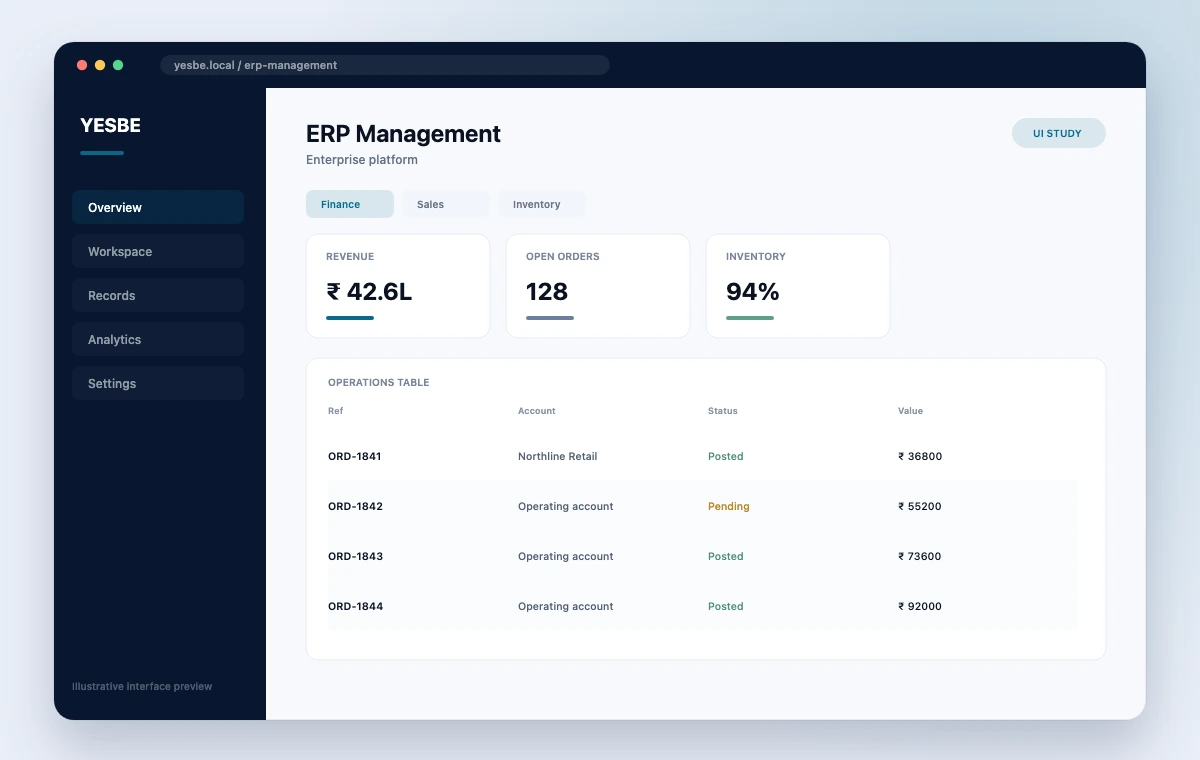 yesbe.local / erp-management
YESBE
Overview
Workspace
Records
Analytics
Settings
Illustrative interface preview
ERP Management
Enterprise platform
UI STUDY
Finance Sales Inventory
REVENUE
₹ 42.6L
OPEN ORDERS
128
INVENTORY
94%
OPERATIONS TABLE
Ref Account Status Value
ORD-1841 Northline Retail Posted ₹ 36800
ORD-1842 Operating account Pending ₹ 55200
ORD-1843 Operating account Posted ₹ 73600
ORD-1844 Operating account Posted ₹ 92000